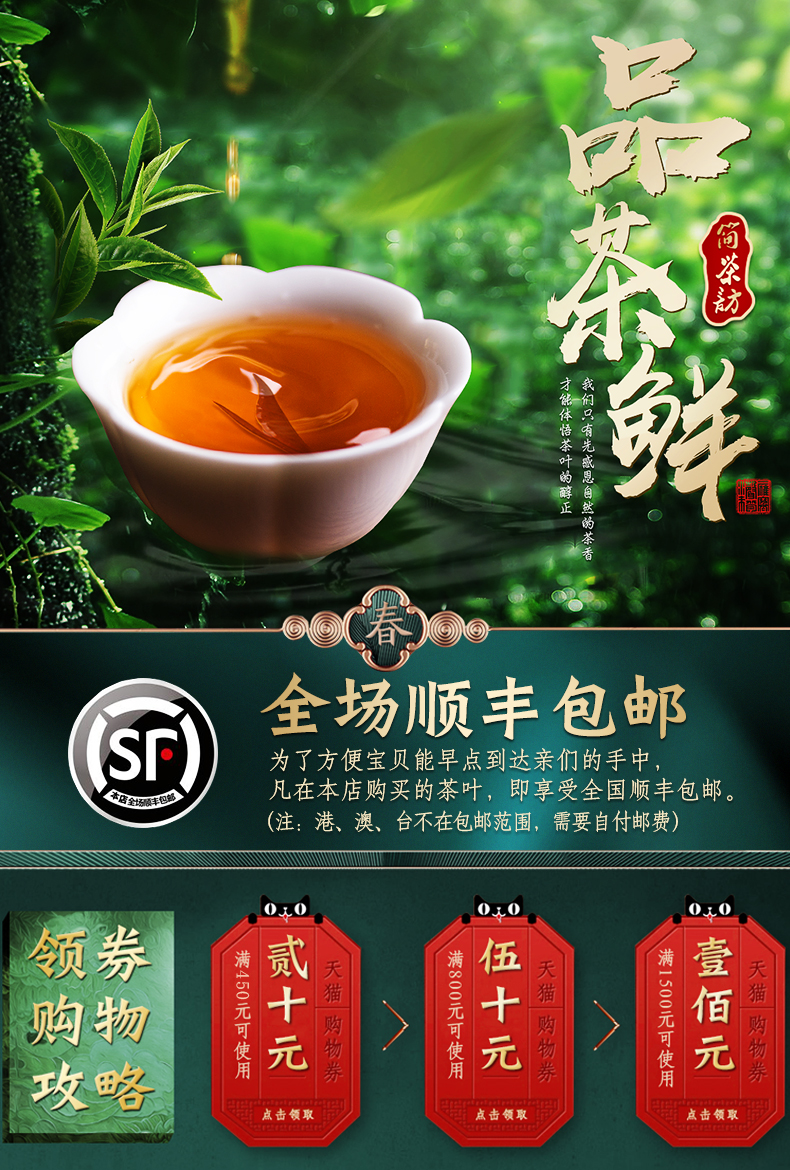 品茶鲜
简茶訪
我们只有先感恩自然的茶香
才能体悟茶叶的醇正
春
全场顺丰包邮
SF
本店全场顺丰包邮
为了方便宝贝能早点到达亲们的手中，
凡在本店购买的茶叶，即享受全国顺丰包邮。
(注：港、澳、台不在包邮范围，需要自付邮费)
领券
购物
攻略
天猫购物券
贰十元
满450元可使用
点击领取
天猫购物券
伍十元
满800元可使用
点击领取
天猫购物券
壹佰元
满1500元可使用
点击领取